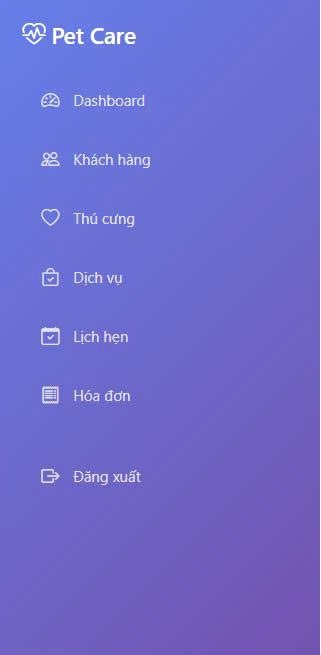 Pet Care
Dashboard
Khách hàng
Thú cưng
Dịch vụ
Lịch hẹn
Hóa đơn
Đăng xuất